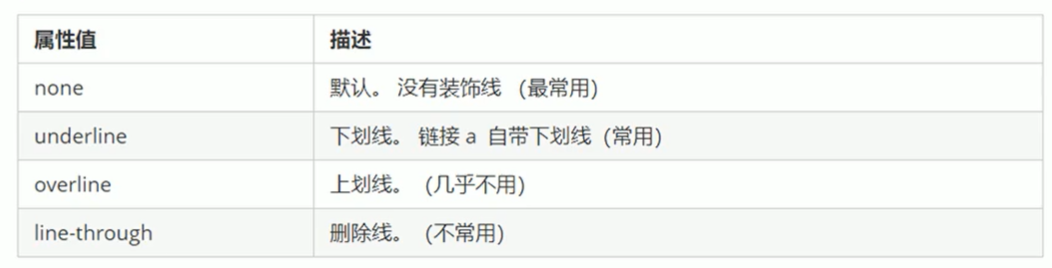 属性值 描述
none 默认。 没有装饰线 (最常用)
underline 下划线。 链接 a 自带下划线 (常用)
overline 上划线。 (几乎不用)
line-through 删除线。 (不常用)